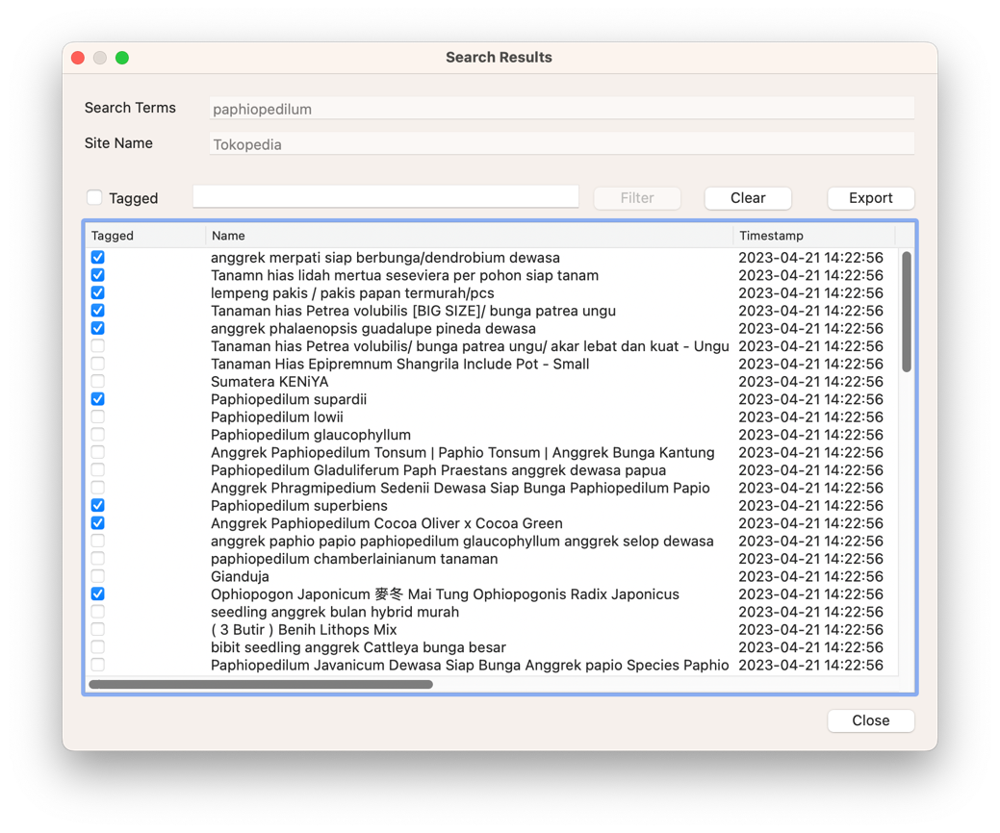 Search Results
Search Terms paphiopedilum
Site Name Tokopedia
Tagged Filter Clear Export
Tagged Name Timestamp
anggrek merpati siap berbunga/dendrobium dewasa 2023-04-21 14:22:56
Tanamn hias lidah mertua seseviera per pohon siap tanam 2023-04-21 14:22:56
lempeng pakis / pakis papan termurah/pcs 2023-04-21 14:22:56
Tanaman hias Petrea volubilis [BIG SIZE]/ bunga patrea ungu 2023-04-21 14:22:56
anggrek phalaenopsis guadalupe pineda dewasa 2023-04-21 14:22:56
Tanaman hias Petrea volubilis/ bunga patrea ungu/ akar lebat dan kuat - Ungu 2023-04-21 14:22:56
Tanaman Hias Epipremnum Shangrila Include Pot - Small 2023-04-21 14:22:56
Sumatera KENiYA 2023-04-21 14:22:56
Paphiopedilum supardii 2023-04-21 14:22:56
Paphiopedilum lowii 2023-04-21 14:22:56
Paphiopedilum glaucophyllum 2023-04-21 14:22:56
Anggrek Paphiopedilum Tonsum | Paphio Tonsum | Anggrek Bunga Kantung 2023-04-21 14:22:56
Paphiopedilum Gladuliferum Paph Praestans anggrek dewasa papua 2023-04-21 14:22:56
Anggrek Phragmipedium Sedenii Dewasa Siap Bunga Paphiopedilum Papio 2023-04-21 14:22:56
Paphiopedilum superbiens 2023-04-21 14:22:56
Anggrek Paphiopedilum Cocoa Oliver x Cocoa Green 2023-04-21 14:22:56
anggrek paphio papio paphiopedilum glaucophyllum anggrek selop dewasa 2023-04-21 14:22:56
paphiopedilum chamberlainianum tanaman 2023-04-21 14:22:56
Gianduja 2023-04-21 14:22:56
Ophiopogon Japonicum 麥冬 Mai Tung Ophiopogonis Radix Japonicus 2023-04-21 14:22:56
seedling anggrek bulan hybrid murah 2023-04-21 14:22:56
( 3 Butir ) Benih Lithops Mix 2023-04-21 14:22:56
bibit seedling anggrek Cattleya bunga besar 2023-04-21 14:22:56
Paphiopedilum Javanicum Dewasa Siap Bunga Anggrek papio Species Paphio 2023-04-21 14:22:56
Close